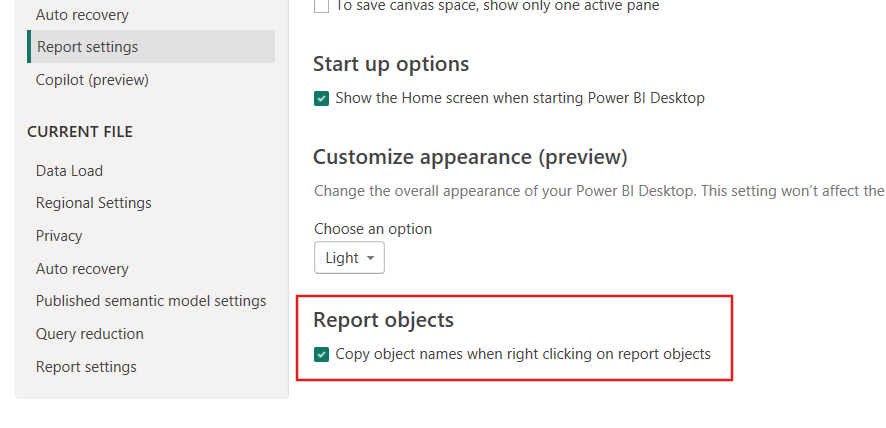 Auto recovery
Report settings
Copilot (preview)
CURRENT FILE
Data Load
Regional Settings
Privacy
Auto recovery
Published semantic model settings
Query reduction
Report settings
To save canvas space, show only one active pane
Start up options
Show the Home screen when starting Power BI Desktop
Customize appearance (preview)
Change the overall appearance of your Power BI Desktop. This setting won’t affect the
Choose an option
Light
Report objects
Copy object names when right clicking on report objects